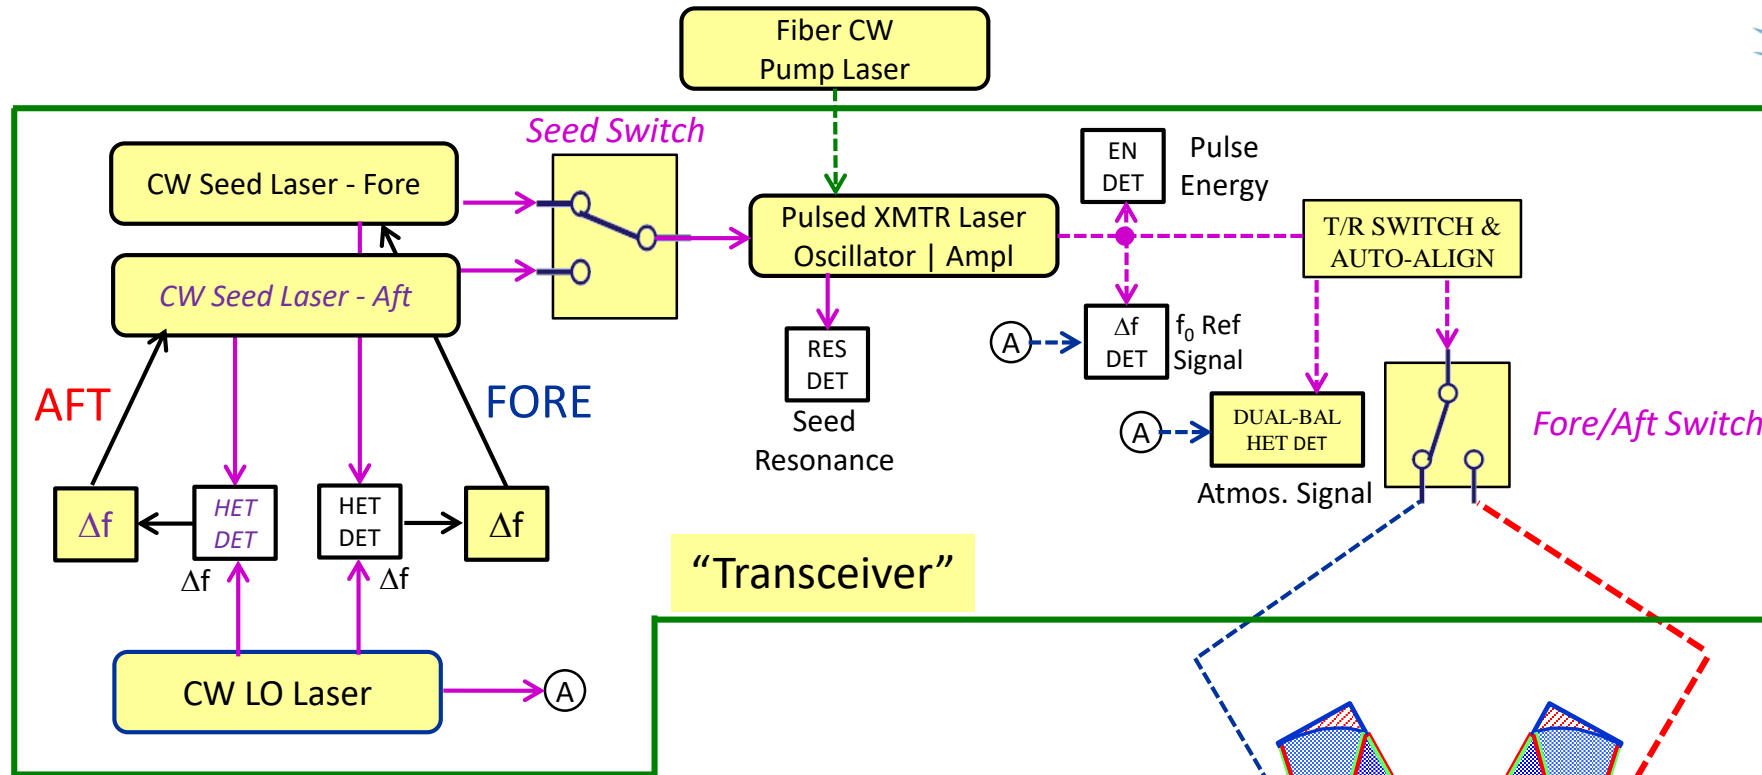 Fiber CW
Pump Laser
Seed Switch
CW Seed Laser - Fore
CW Seed Laser - Aft
Pulsed XMTR Laser
Oscillator | Ampl
EN
DET
Pulse
Energy
T/R SWITCH &
AUTO-ALIGN
RES
DET
Seed
Resonance
A
Δf
DET
f₀ Ref
Signal
A
DUAL-BAL
HET DET
Atmos. Signal
Fore/Aft Switch
AFT
FORE
Δf
HET
DET
Δf
HET
DET
Δf
Δf
"Transceiver"
CW LO Laser
A